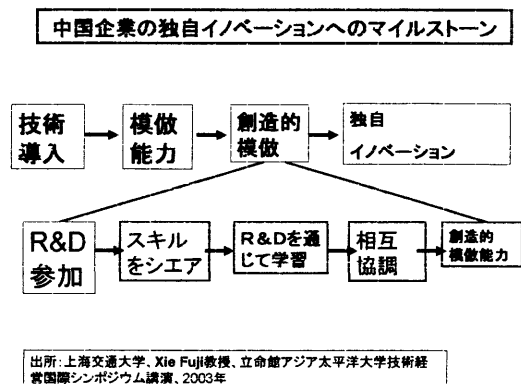 中国企業の独自イノベーションへのマイルストーン
技術
導入
模倣
能力
創造的
模倣
独自
イノベーション
R&D
参加
スキル
をシエア
R&Dを通
じて学習
相互
協調
創造的
模倣能力
出所:上海交通大学、Xie Fuji教授、立命館アジア太平洋大学技術経
営国際シンポジウム講演、2003年